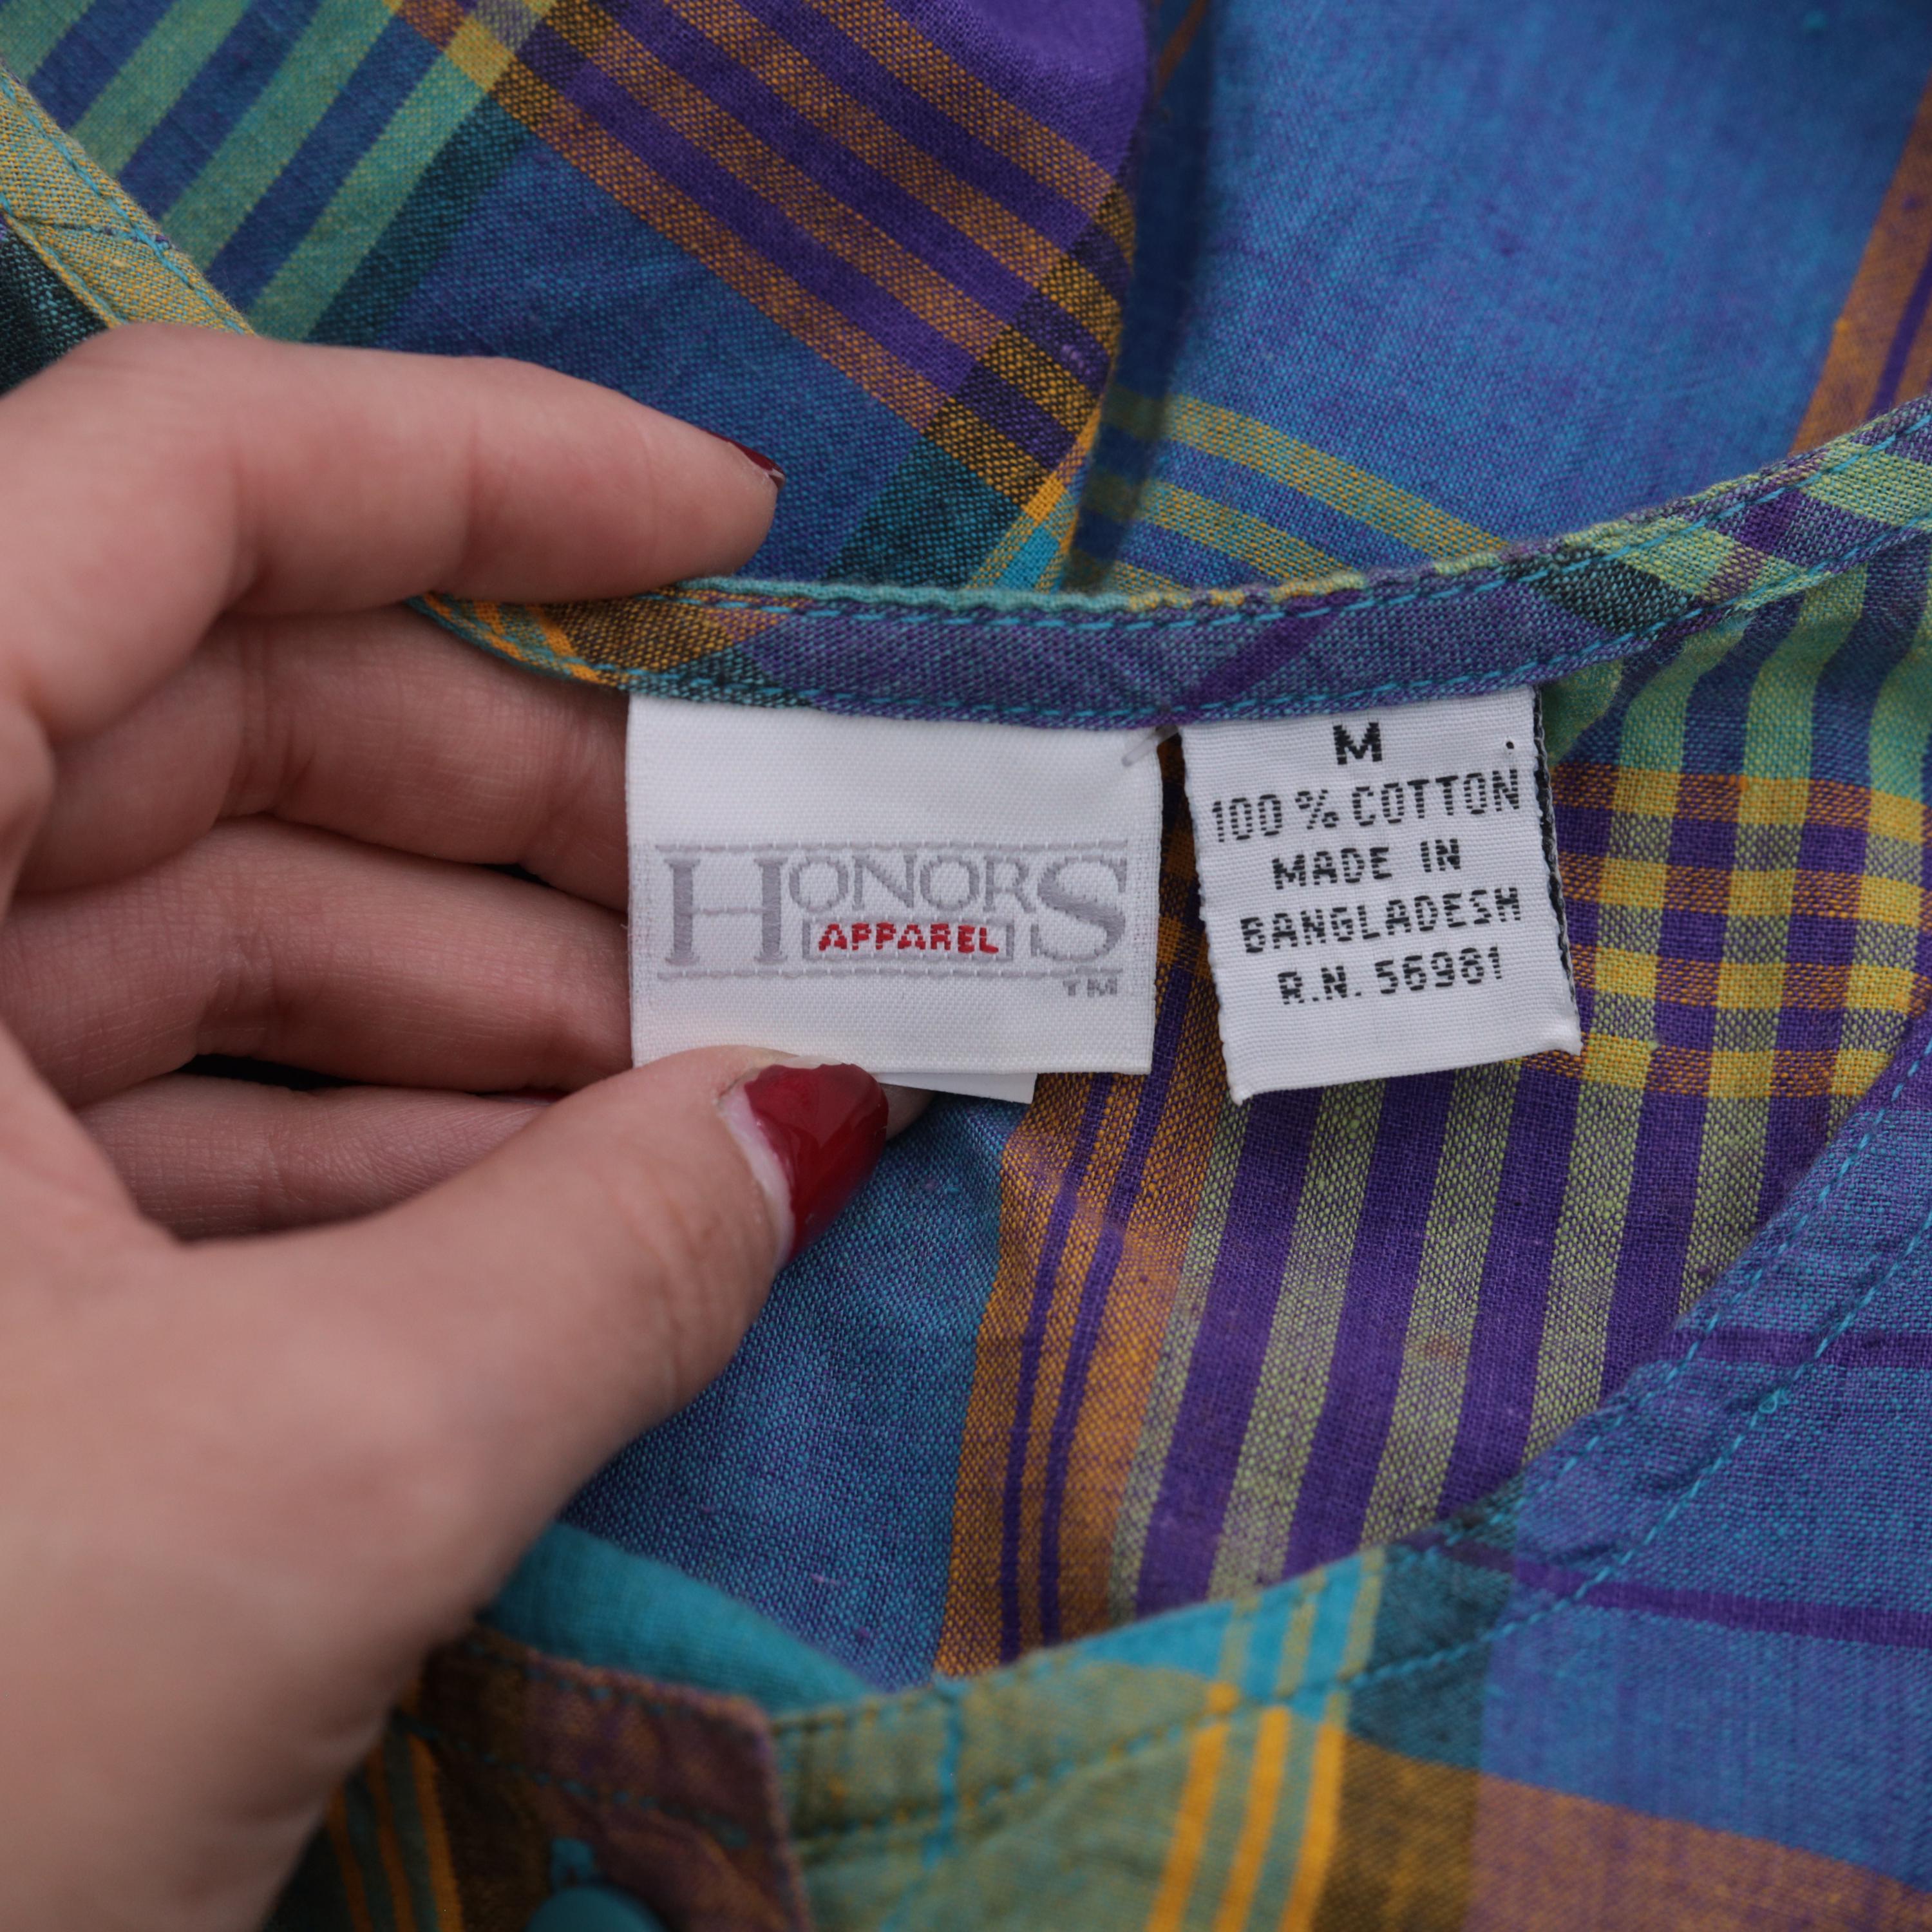 HONORS
APPAREL
TM
M
100 % COTTON
MADE IN
BANGLADESH
R.N. 56981